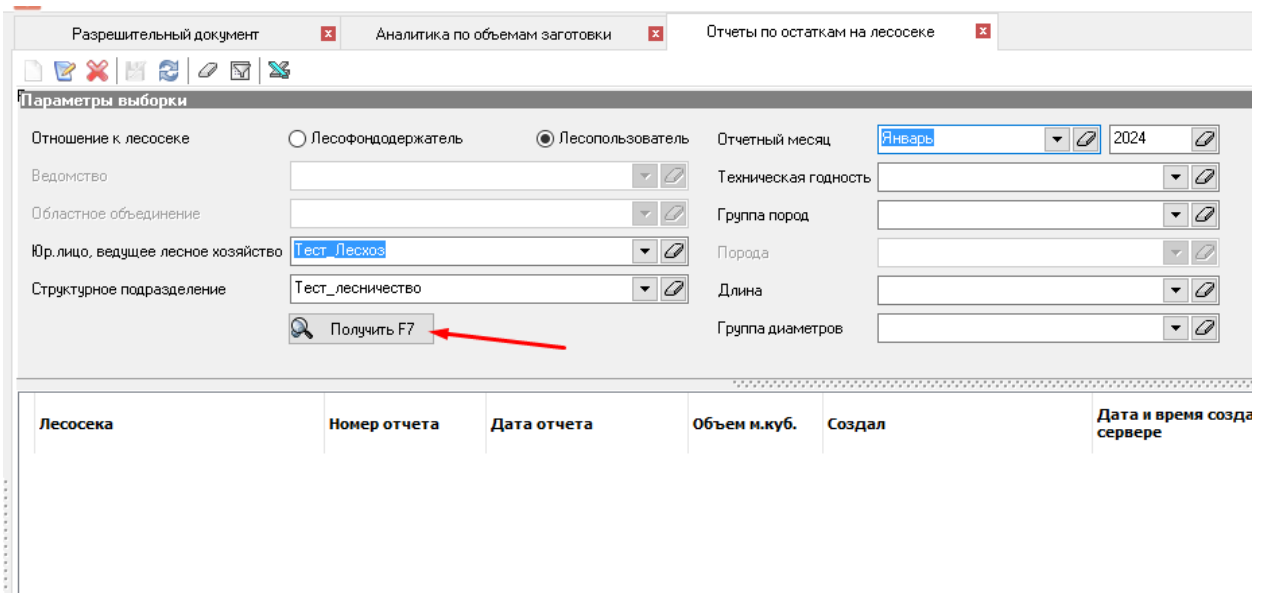 Разрешительный документ
Аналитика по объемам заготовки
Отчеты по остаткам на лесосеке
Параметры выборки
Отношение к лесосеке Лесофондодержатель Лесопользователь Отчетный месяц Январь 2024
Ведомство Техническая годность
Областное объединение Группа пород
Юр.лицо, ведущее лесное хозяйство Тест_Лесхоз Порода
Структурное подразделение Тест_лесничество Длина
Получить F7 Группа диаметров
Лесосека Номер отчета Дата отчета Объем м.куб. Создал Дата и время созда
сервере